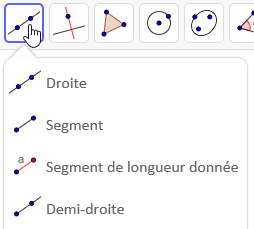 Droite
Segment
a
Segment de longueur donnée
Demi-droite